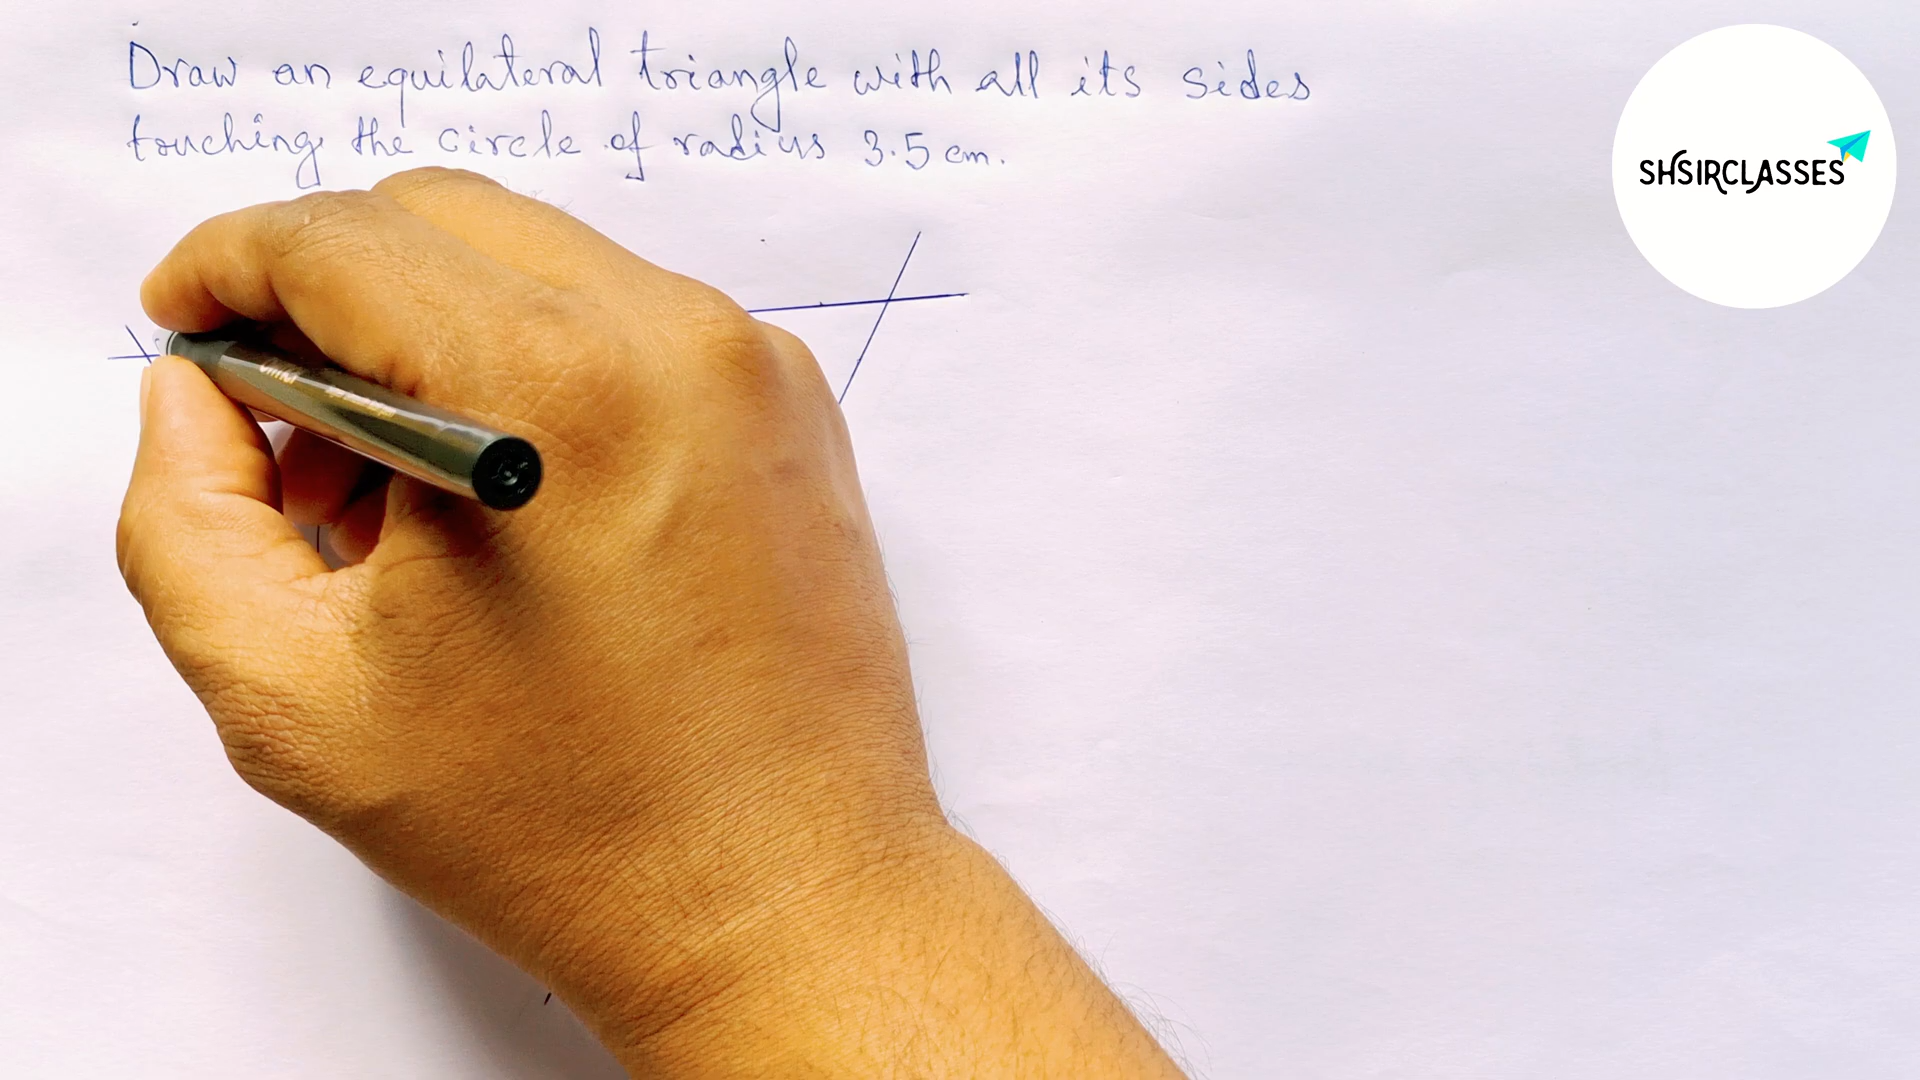 Draw an equilateral triangle with all its sides
touching the circle of radius 3.5 cm.
SHSIRCLASSES